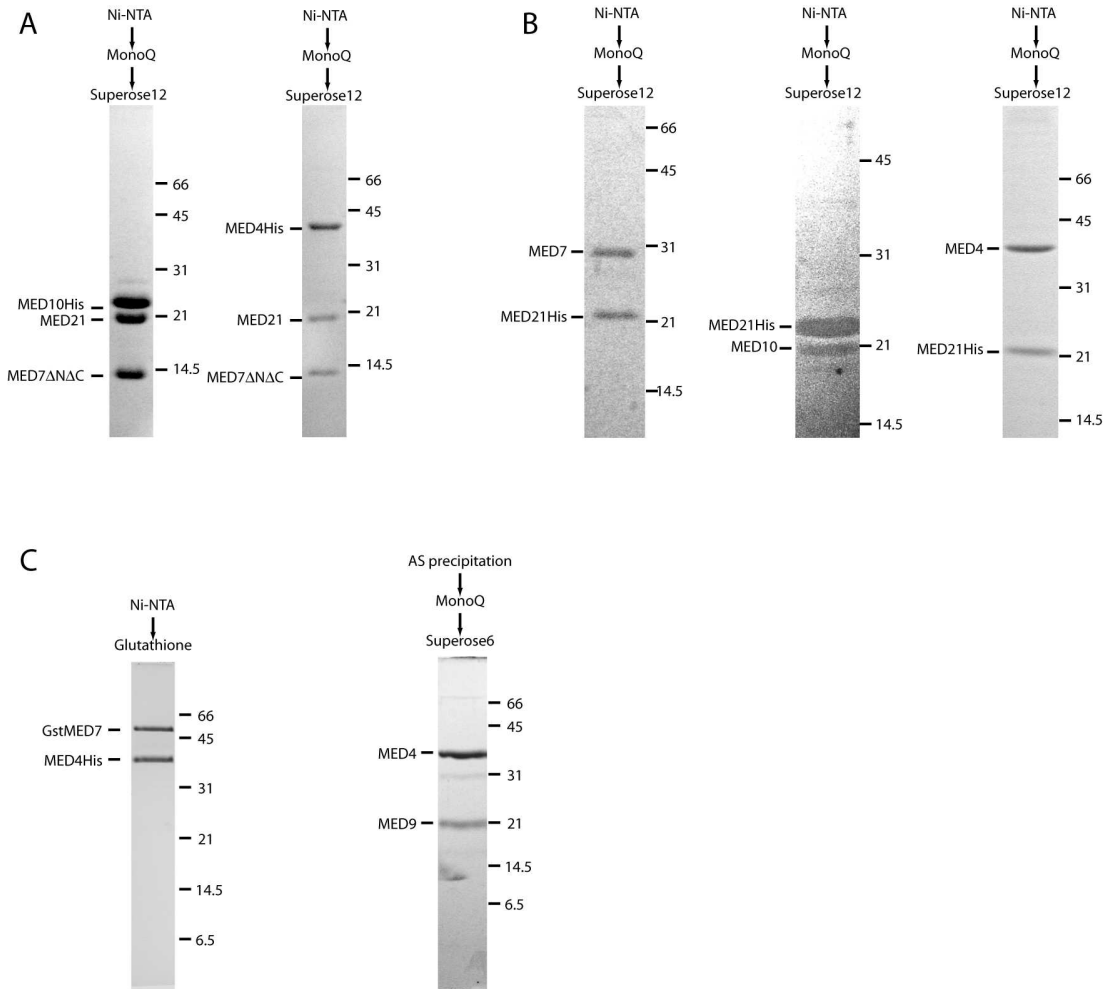 A
Ni-NTA
MonoQ
Superose12
66
45
31
21
14.5
MED10His
MED21
MED7ΔNΔC
Ni-NTA
MonoQ
Superose12
66
45
31
21
14.5
MED4His
MED21
MED7ΔNΔC
B
Ni-NTA
MonoQ
Superose12
66
45
31
21
14.5
MED7
MED21His
Ni-NTA
MonoQ
Superose12
45
31
21
14.5
MED21His
MED10
Ni-NTA
MonoQ
Superose12
66
45
31
21
14.5
MED4
MED21His
C
Ni-NTA
Glutathione
66
45
31
21
14.5
6.5
GstMED7
MED4His
AS precipitation
MonoQ
Superose6
66
45
31
21
14.5
6.5
MED4
MED9